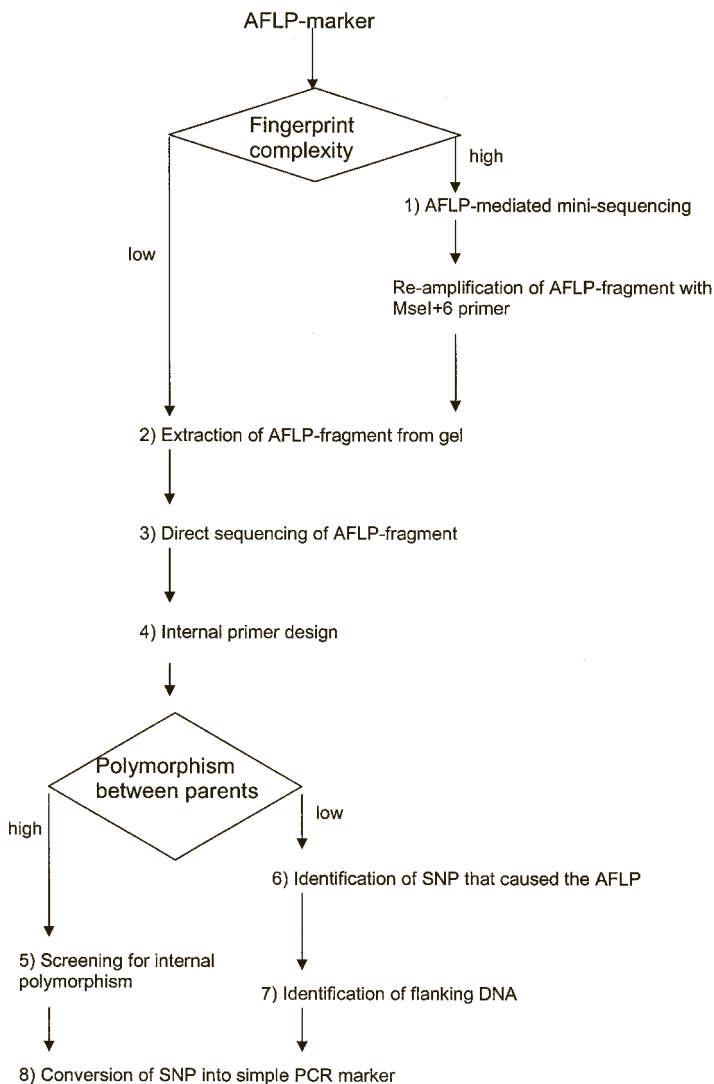 AFLP-marker
Fingerprint
complexity
high
1) AFLP-mediated mini-sequencing
low
Re-amplification of AFLP-fragment with
MseI+6 primer
2) Extraction of AFLP-fragment from gel
3) Direct sequencing of AFLP-fragment
4) Internal primer design
Polymorphism
between parents
high
low
6) Identification of SNP that caused the AFLP
5) Screening for internal
polymorphism
7) Identification of flanking DNA
8) Conversion of SNP into simple PCR marker